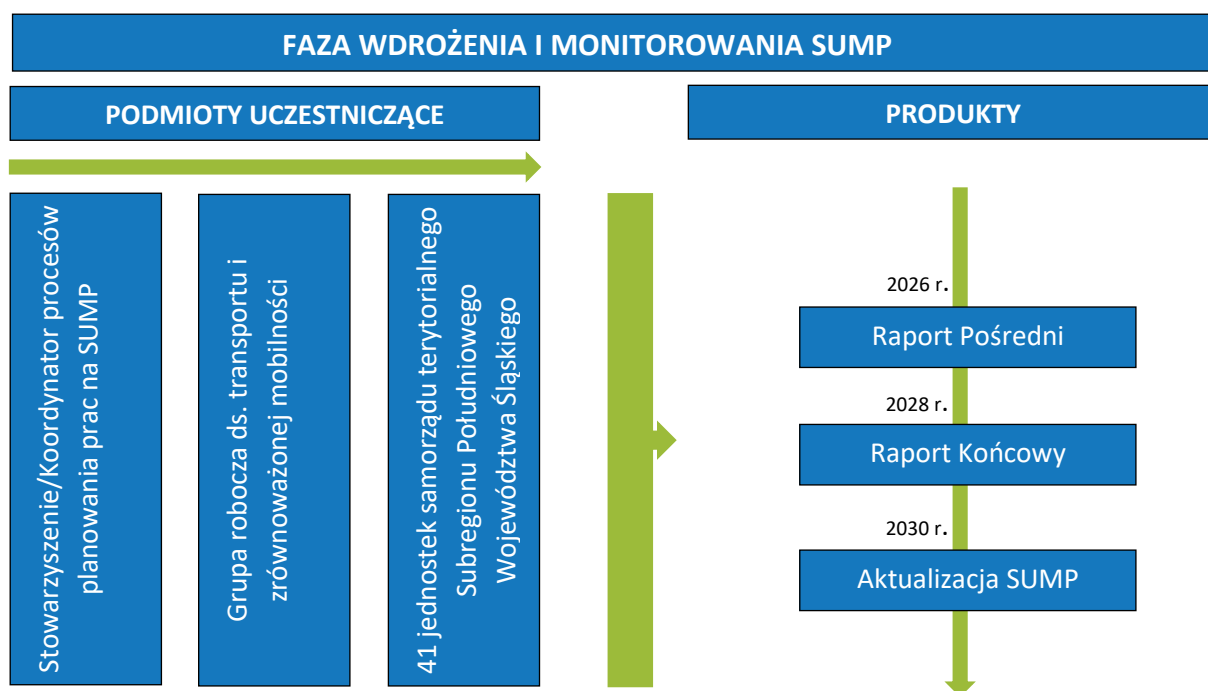 FAZA WDROŻENIA I MONITOROWANIA SUMP
PODMIOTY UCZESTNICZĄCE
PRODUKTY
Stowarzyszenie/Koordynator procesów
planowania prac na SUMP
Grupa robocza ds. transportu i
zrównoważonej mobilności
41 jednostek samorządu terytorialnego
Subregionu Południowego
Województwa Śląskiego
2026 r.
Raport Pośredni
2028 r.
Raport Końcowy
2030 r.
Aktualizacja SUMP